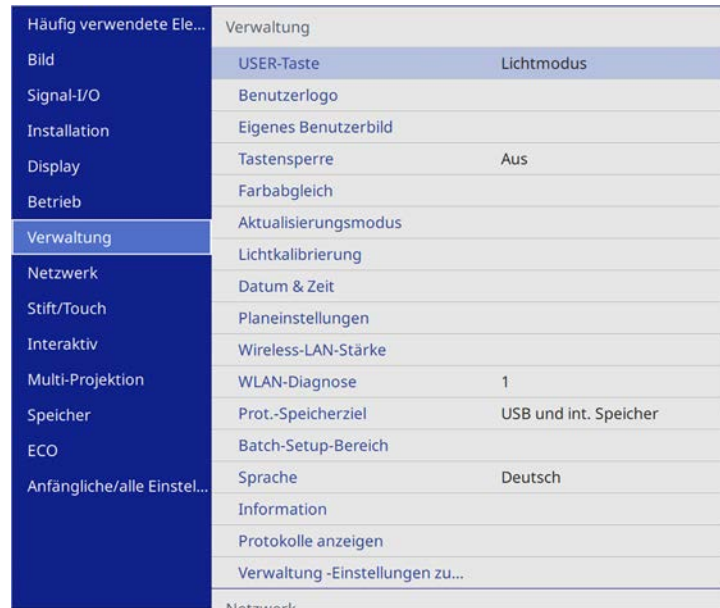 Häufig verwendete Ele...
Bild
Signal-I/O
Installation
Display
Betrieb
Verwaltung
Netzwerk
Stift/Touch
Interaktiv
Multi-Projektion
Speicher
ECO
Anfängliche/alle Einstel...
Verwaltung
USER-Taste Lichtmodus
Benutzerlogo
Eigenes Benutzerbild
Tastensperre Aus
Farbabgleich
Aktualisierungsmodus
Lichtkalibrierung
Datum & Zeit
Planeinstellungen
Wireless-LAN-Stärke
WLAN-Diagnose 1
Prot.-Speicherziel USB und int. Speicher
Batch-Setup-Bereich
Sprache Deutsch
Information
Protokolle anzeigen
Verwaltung -Einstellungen zu...
Netzwerk